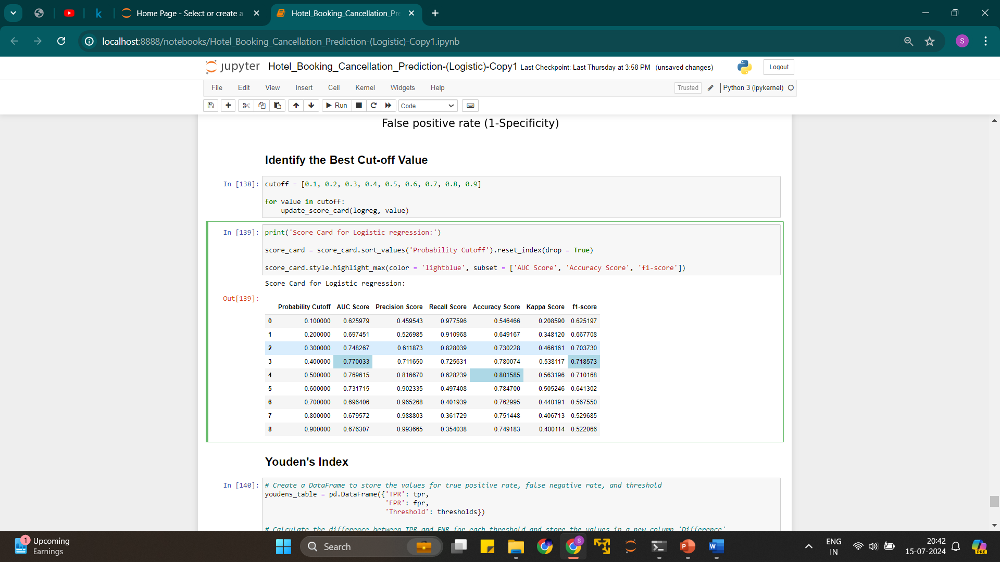 Home Page - Select or create a
Hotel_Booking_Cancellation_Pre
localhost:8888/notebooks/Hotel_Booking_Cancellation_Prediction-(Logistic)-Copy1.ipynb
S
jupyter Hotel_Booking_Cancellation_Prediction-(Logistic)-Copy1 Last Checkpoint: Last Thursday at 3:58 PM (unsaved changes)
Logout
File Edit View Insert Cell Kernel Widgets Help
Trusted Python 3 (ipykernel)
Run Code
False positive rate (1-Specificity)
Identify the Best Cut-off Value
In [138]: cutoff = [0.1, 0.2, 0.3, 0.4, 0.5, 0.6, 0.7, 0.8, 0.9]
for value in cutoff:
update_score_card(logreg, value)
In [139]: print('Score Card for Logistic regression:')
score_card = score_card.sort_values('Probability Cutoff').reset_index(drop = True)
score_card.style.highlight_max(color = 'lightblue', subset = ['AUC Score', 'Accuracy Score', 'f1-score'])
Score Card for Logistic regression:
Out[139]:
Probability Cutoff AUC Score Precision Score Recall Score Accuracy Score Kappa Score f1-score
0 0.100000 0.625979 0.459543 0.977596 0.546466 0.208590 0.625197
1 0.200000 0.697451 0.526985 0.910968 0.649167 0.348120 0.667708
2 0.300000 0.748267 0.611873 0.828039 0.730228 0.466161 0.703730
3 0.400000 0.770033 0.711650 0.725631 0.780074 0.538117 0.718573
4 0.500000 0.769615 0.816670 0.628239 0.801585 0.563196 0.710168
5 0.600000 0.731715 0.902335 0.497408 0.784700 0.505246 0.641302
6 0.700000 0.696406 0.965268 0.401939 0.762995 0.440191 0.567550
7 0.800000 0.679572 0.988803 0.361729 0.751448 0.406713 0.529685
8 0.900000 0.676307 0.993665 0.354038 0.749183 0.400114 0.522066
Youden's Index
In [140]: # Create a DataFrame to store the values for true positive rate, false negative rate, and threshold
youdens_table = pd.DataFrame({'TPR': tpr,
'FPR': fpr,
'Threshold': thresholds})
# Calculate the difference between TPR and FNR for each threshold and store the values in a new column 'Difference'
1
Upcoming
Earnings
Search
S
ENG
IN
20:42
15-07-2024
PRE